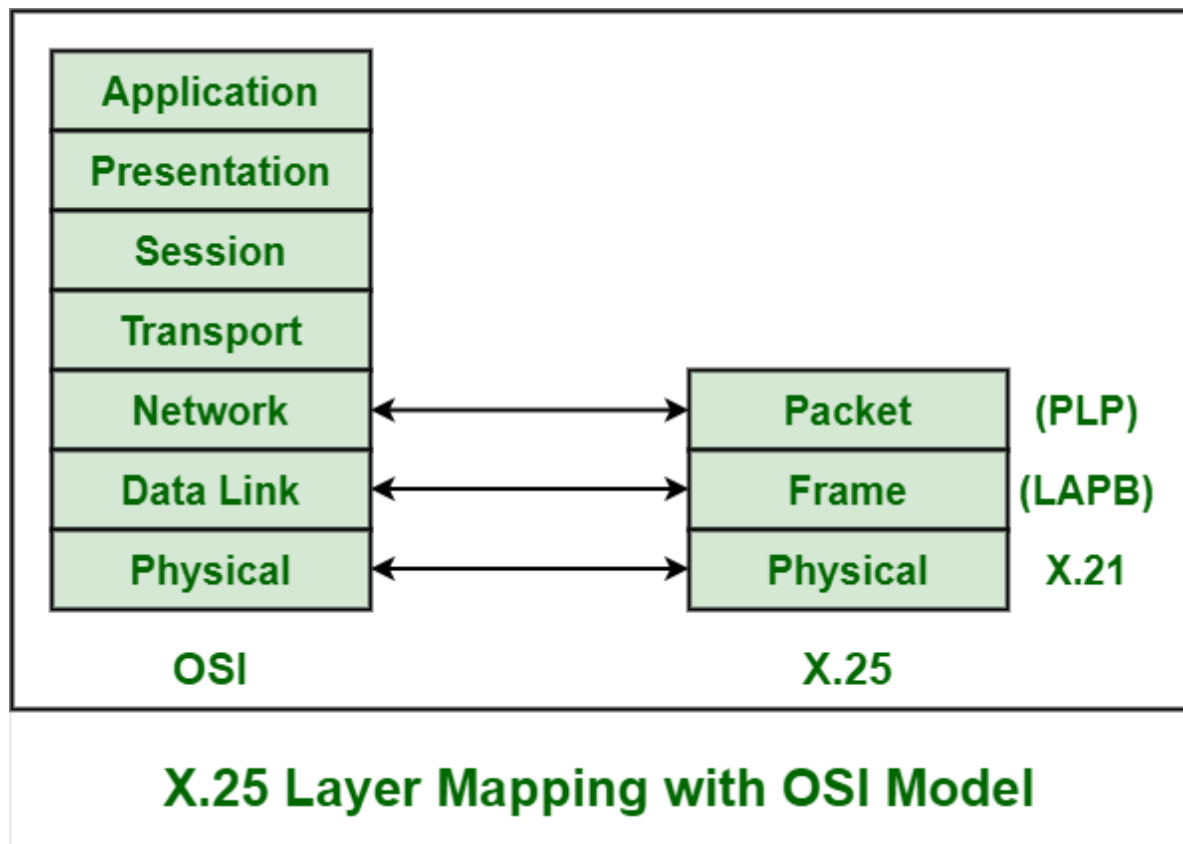 Application
Presentation
Session
Transport
Network
Data Link
Physical
OSI
Packet (PLP)
Frame (LAPB)
Physical X.21
X.25
X.25 Layer Mapping with OSI Model